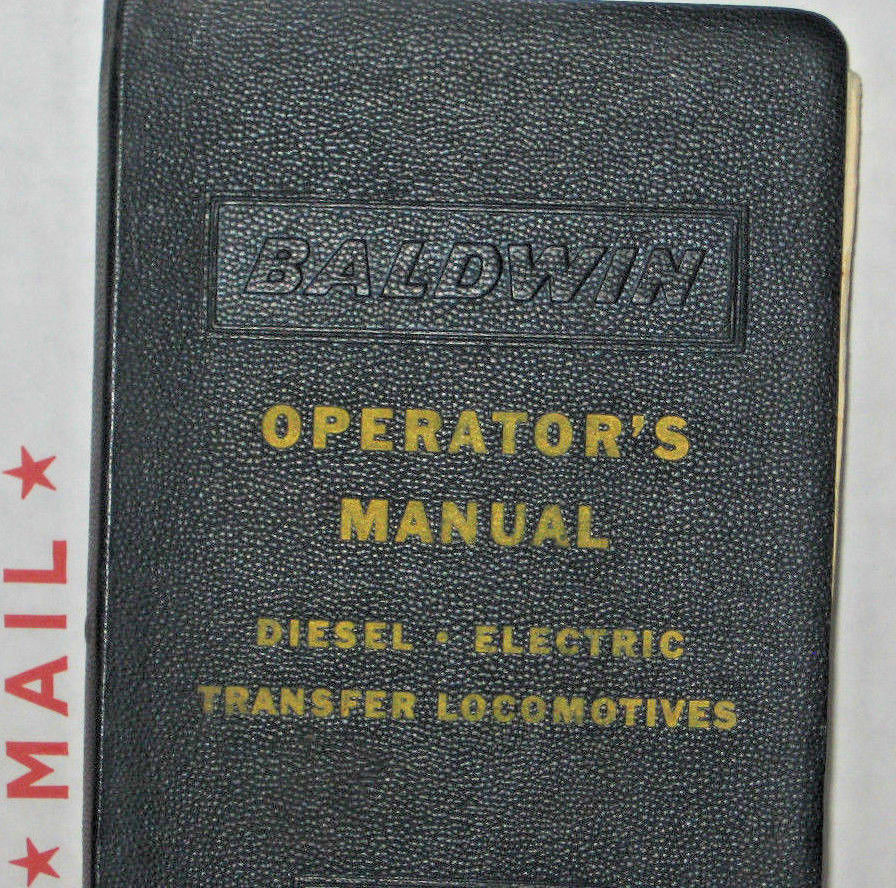 BALDWIN
OPERATOR'S
MANUAL
DIESEL • ELECTRIC
TRANSFER LOCOMOTIVES
★ MAIL ★